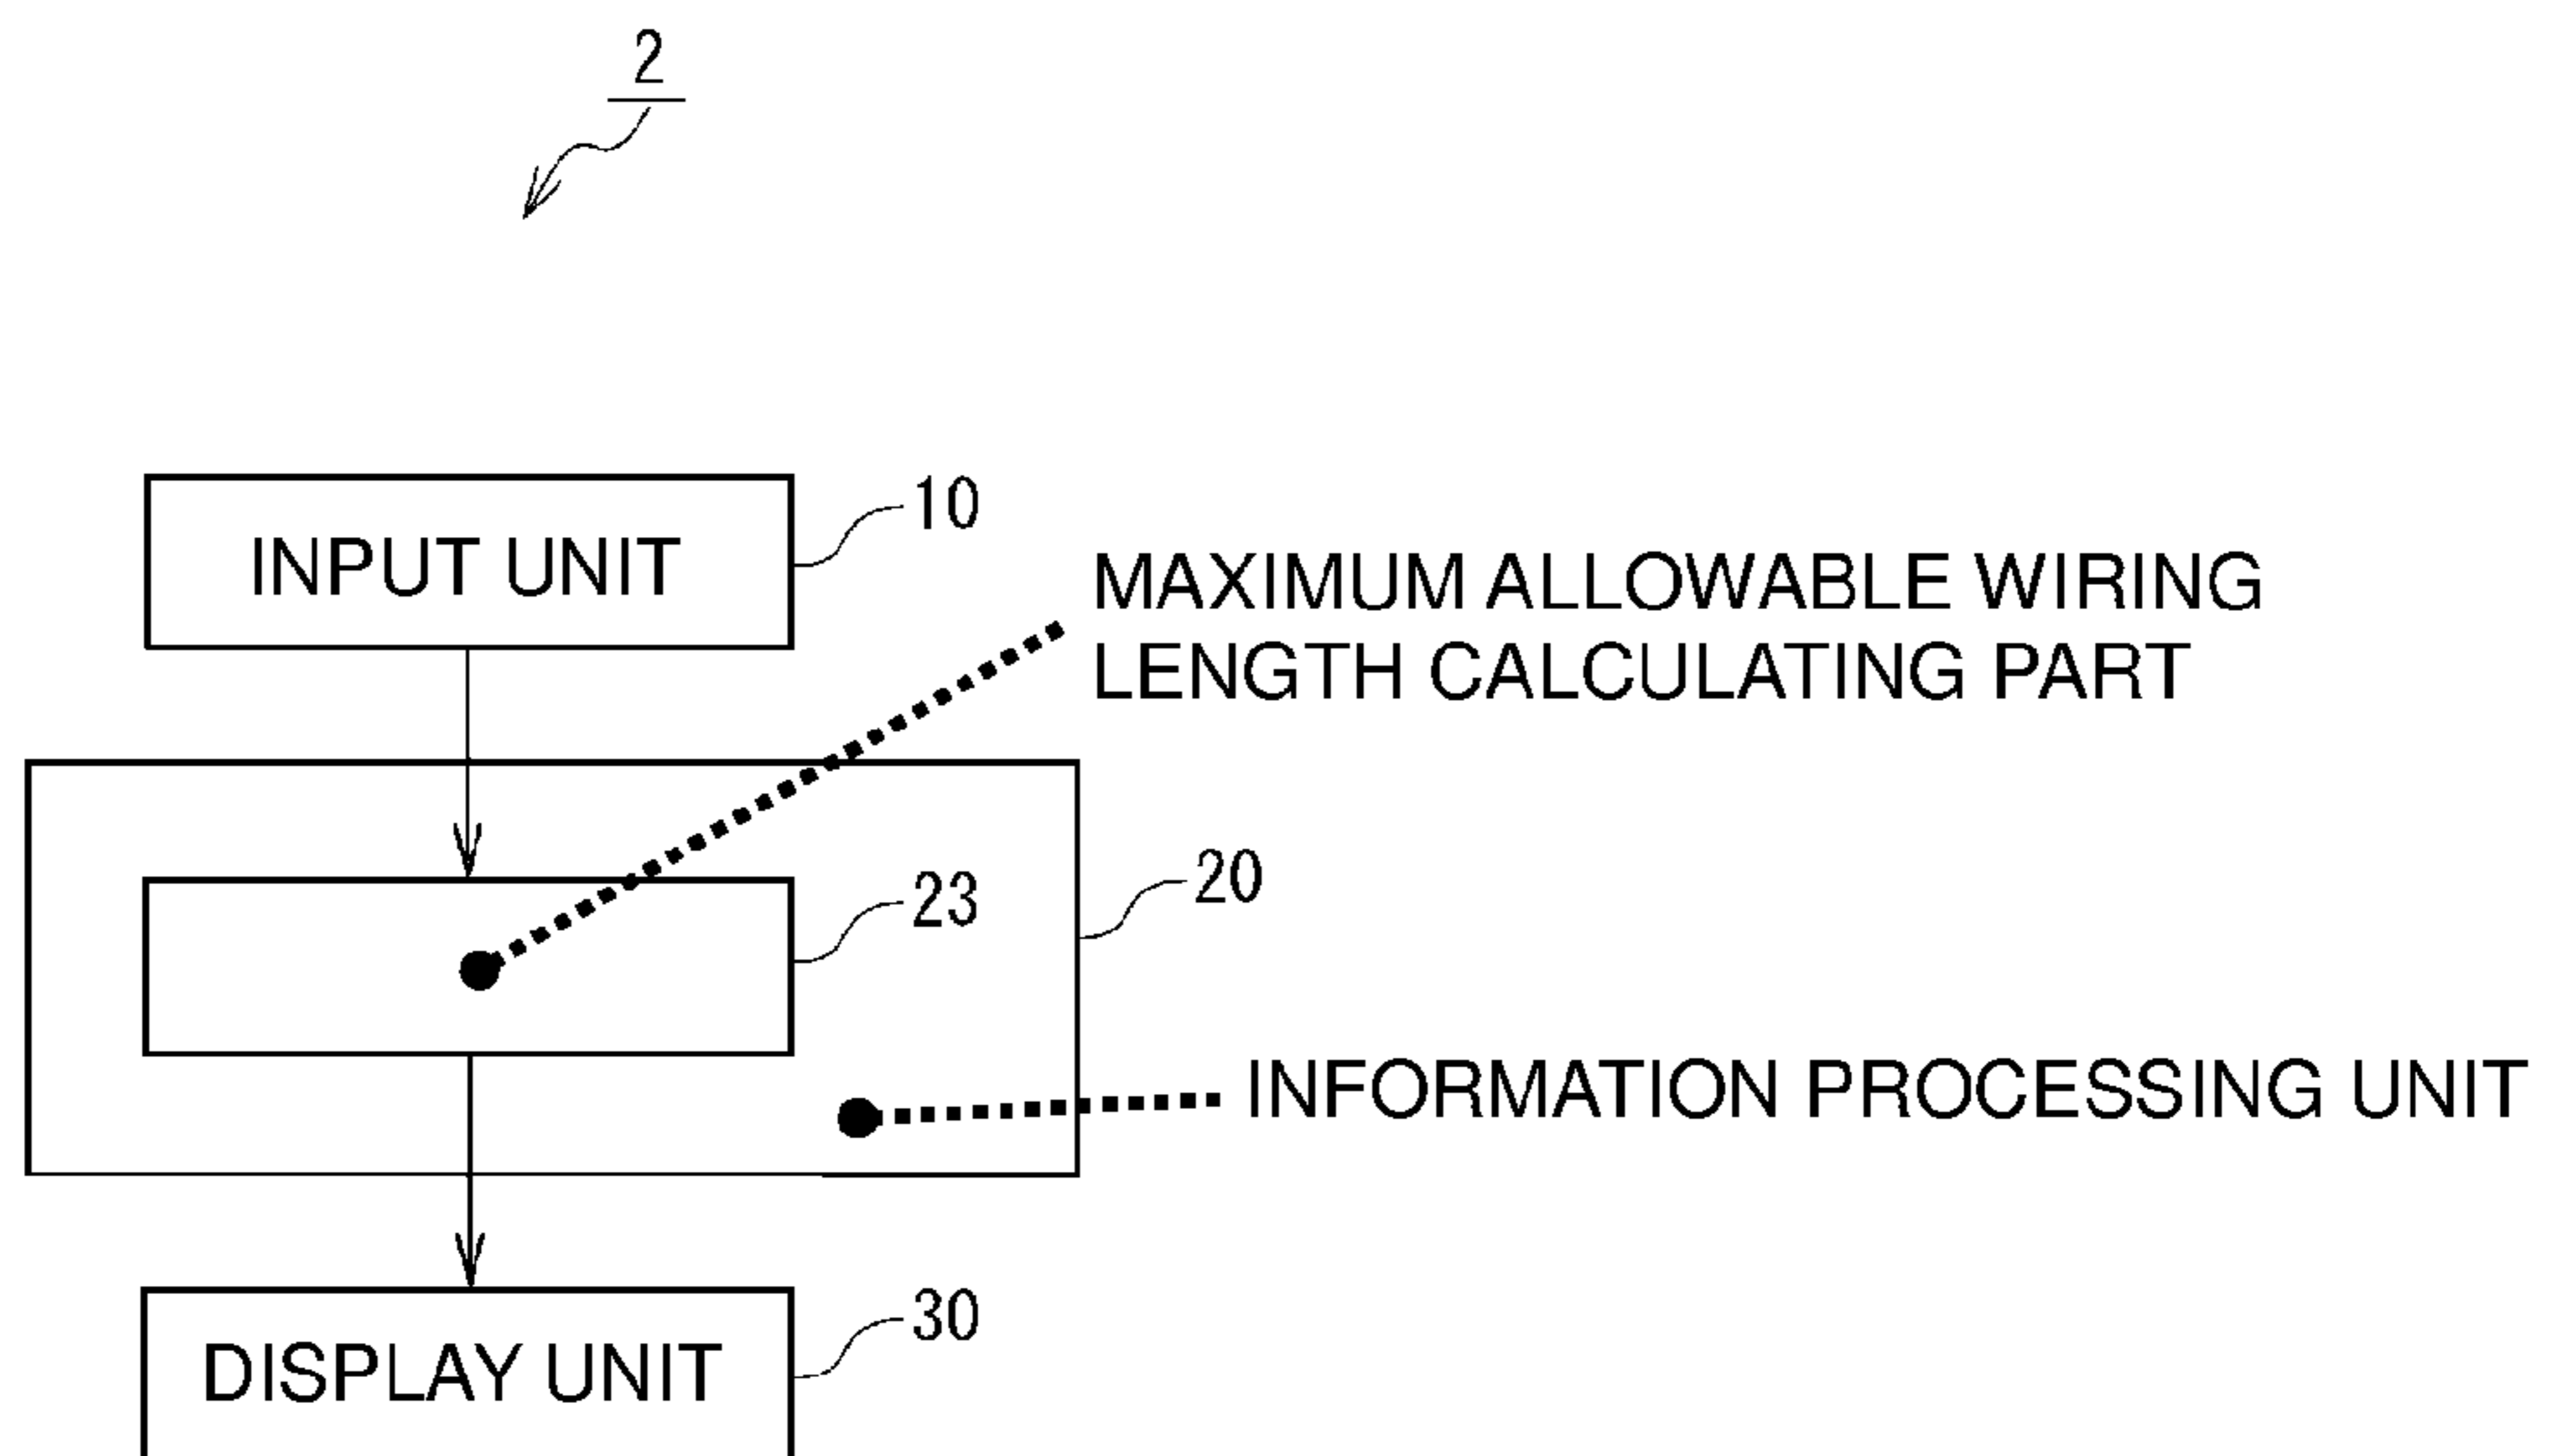 2
INPUT UNIT
10
MAXIMUM ALLOWABLE WIRING
LENGTH CALCULATING PART
20
23
INFORMATION PROCESSING UNIT
30
DISPLAY UNIT